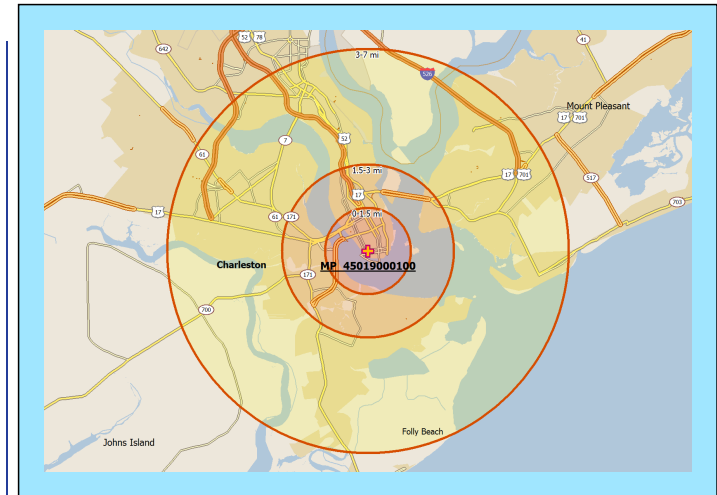 52 78
642
41
3-7 mi
526
Mount Pleasant
17 701
7
52
61
1.5-3 mi
17 701
517
17
703
17
0-1.5 mi
61 171
Charleston
MP 45019000100
171
700
Folly Beach
Johns Island